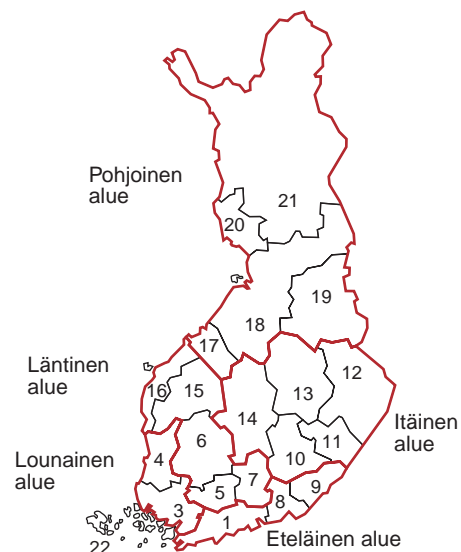 Pohjoinen
alue
21
20
19
18
17
Läntinen
alue
12
16
15
13
14
Itäinen
alue
6
11
4
10
Lounainen
alue
7
9
5
8
3
1
22
Eteläinen alue